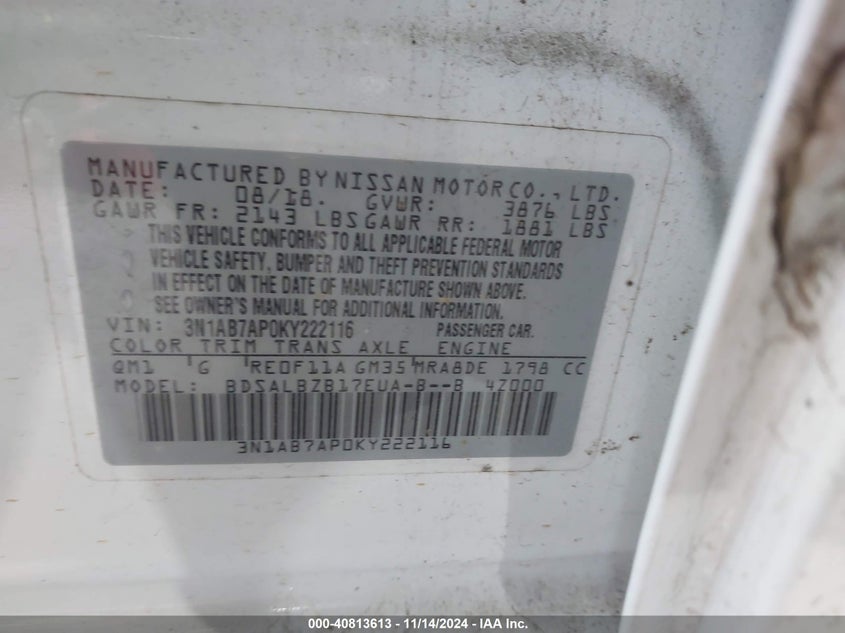 MANUFACTURED BY NISSAN MOTOR CO., LTD.
DATE: 08/18. GVWR: 3876 LBS
GAWR FR: 2143 LBS GAWR RR: 1881 LBS
THIS VEHICLE CONFORMS TO ALL APPLICABLE FEDERAL MOTOR
VEHICLE SAFETY, BUMPER AND THEFT PREVENTION STANDARDS
IN EFFECT ON THE DATE OF MANUFACTURE SHOWN ABOVE.
SEE OWNER'S MANUAL FOR ADDITIONAL INFORMATION.
VIN: 3N1AB7AP0KY222116 PASSENGER CAR.
COLOR TRIM TRANS AXLE ENGINE
QM1 G RE0F11A GM35 MRA8DE 1798 CC
MODEL: BDSALBZB17EUA-B--B 4Z000
3N1AB7AP0KY222116
000-40813613 - 11/14/2024 - IAA Inc.